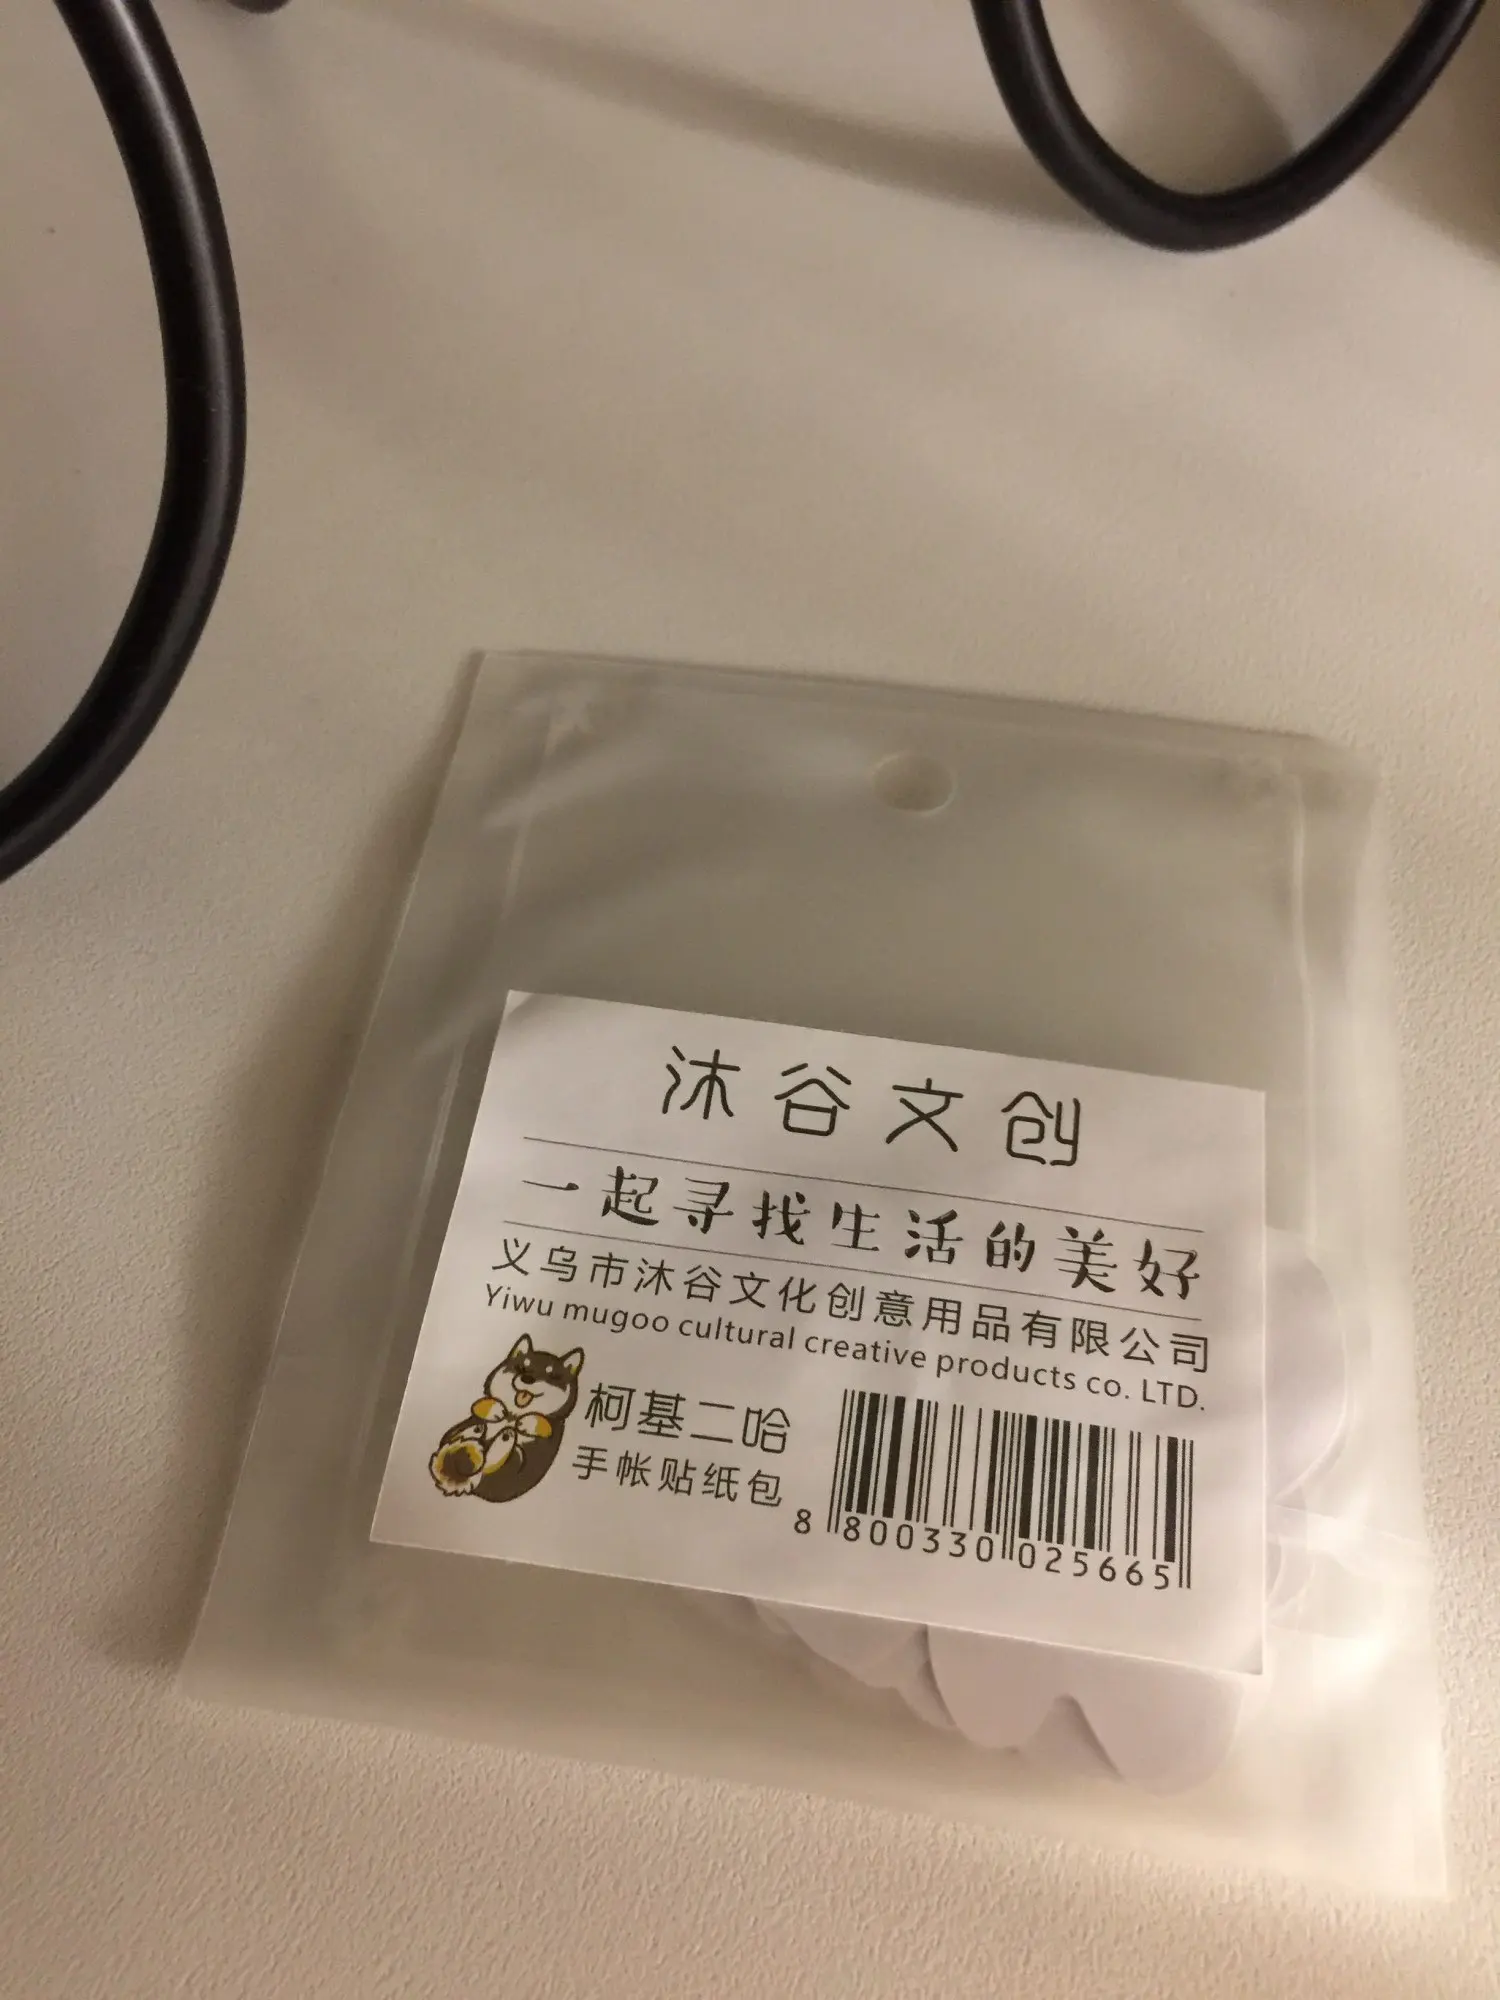 沐谷文创
一起寻找生活的美好
义乌市沐谷文化创意用品有限公司
Yiwu mugoo cultural creative products co. LTD.
柯基二哈
手帐贴纸包
8 800330 025665